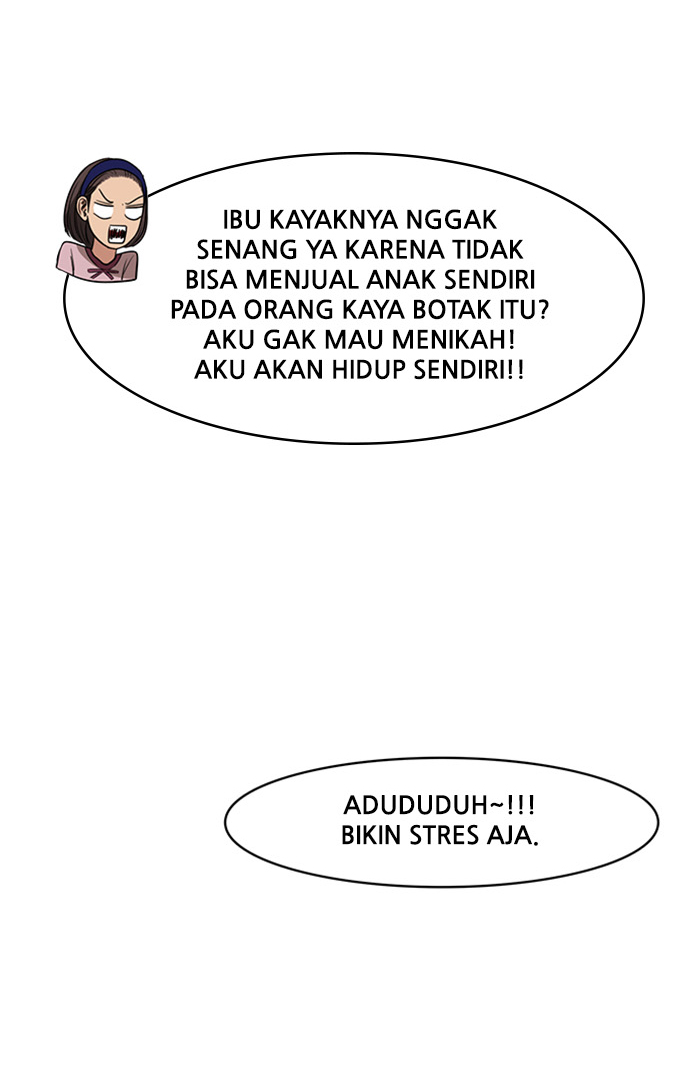 IBU KAYAKNYA NGGAK
SENANG YA KARENA TIDAK
BISA MENJUAL ANAK SENDIRI
PADA ORANG KAYA BOTAK ITU?
AKU GAK MAU MENIKAH!
AKU AKAN HIDUP SENDIRI!!
ADUDUDUH~!!!
BIKIN STRES AJA.